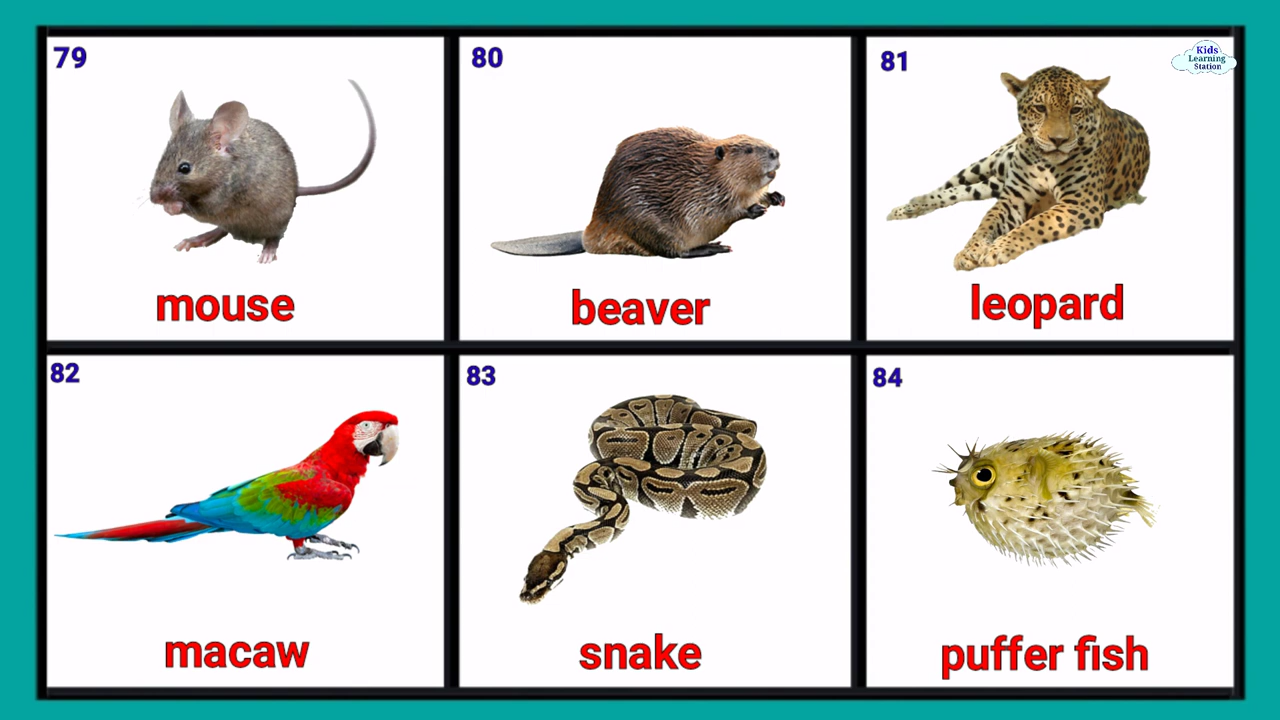 79
80
81
Kids
Learning
Station
mouse
beaver
leopard
82
83
84
macaw
snake
puffer fish